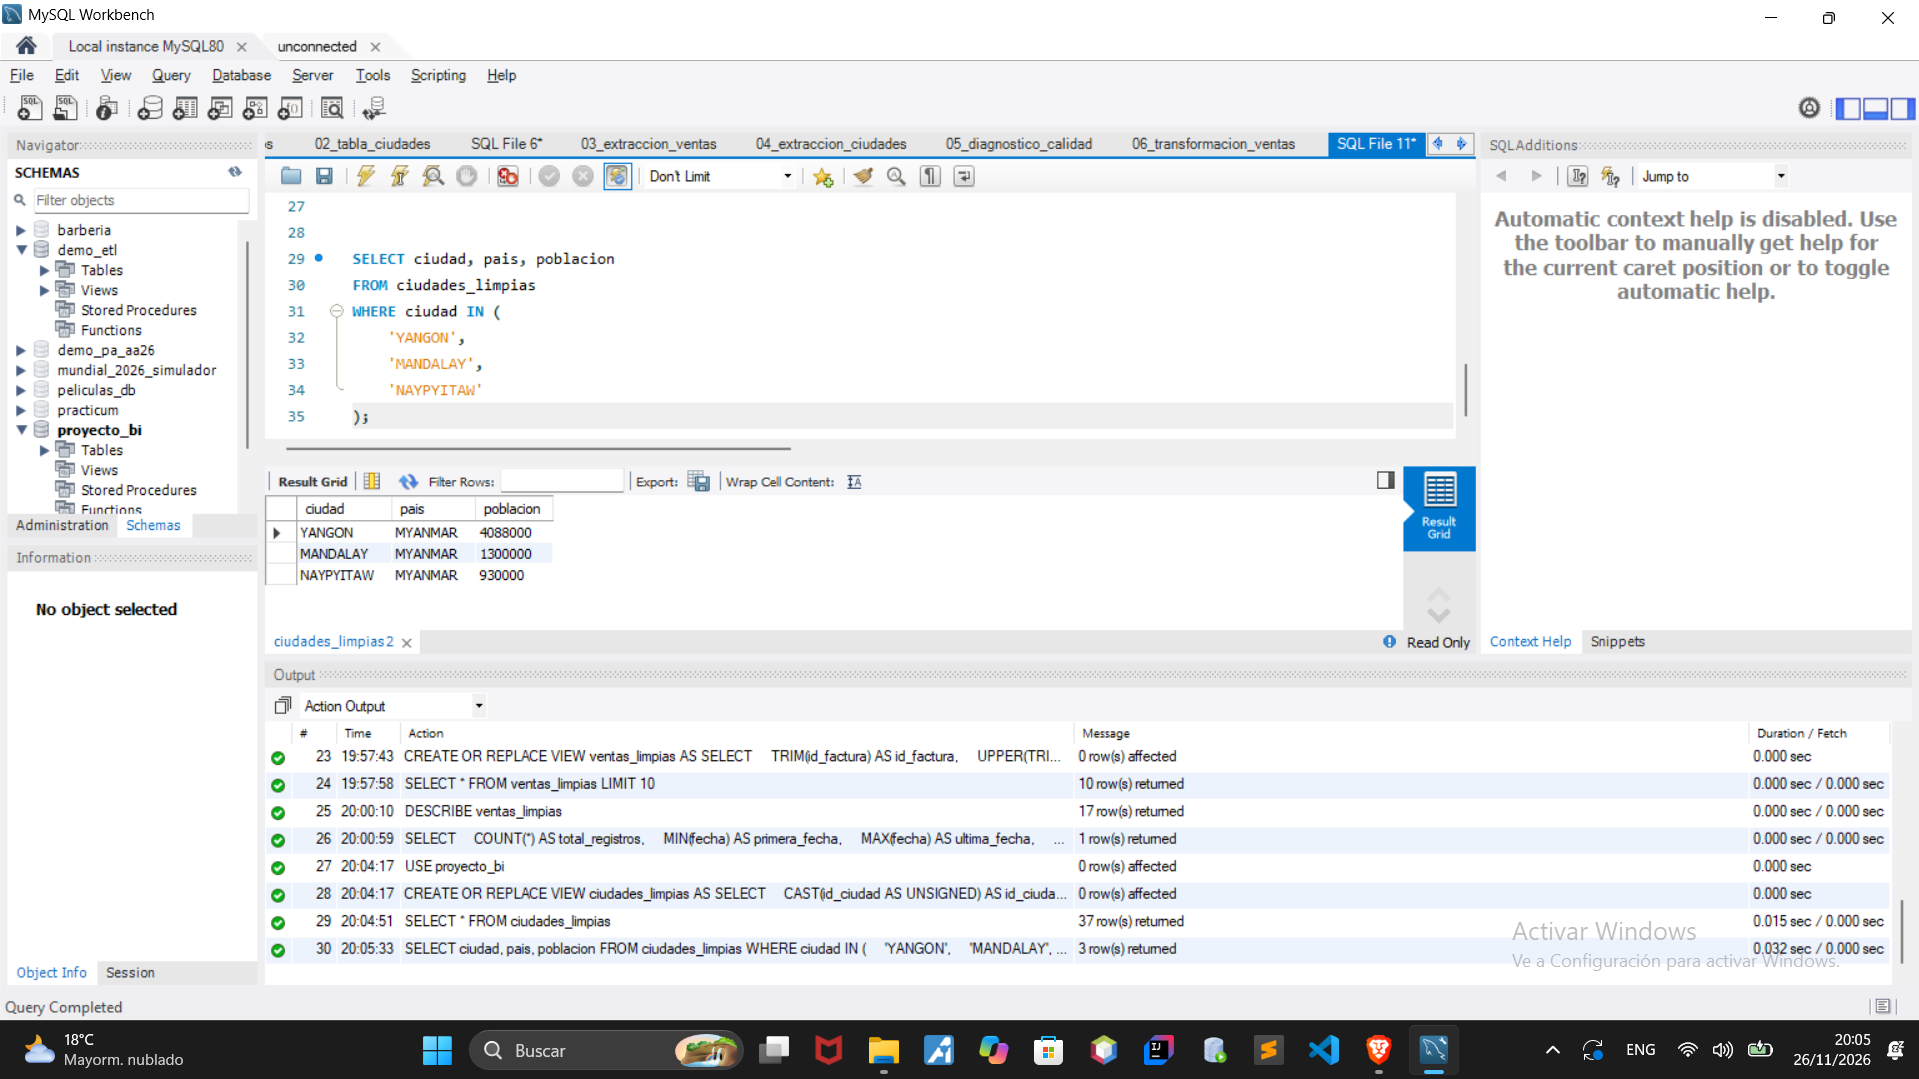 MySQL Workbench
Local instance MySQL80
unconnected
File Edit View Query Database Server Tools Scripting Help
Navigator
SCHEMAS
Filter objects
barberia
demo_etl
Tables
Views
Stored Procedures
Functions
demo_pa_aa26
mundial_2026_simulador
peliculas_db
practicum
proyecto_bi
Tables
Views
Stored Procedures
Functions
Administration Schemas
Information
No object selected
Object Info Session
02_tabla_ciudades SQL File 6* 03_extraccion_ventas 04_extraccion_ciudades 05_diagnostico_calidad 06_transformacion_ventas SQL File 11*
Don't Limit
27
28
29 SELECT ciudad, pais, poblacion
30 FROM ciudades_limpias
31 WHERE ciudad IN (
32 'YANGON',
33 'MANDALAY',
34 'NAYPYITAW'
35 );
Result Grid Filter Rows: Export: Wrap Cell Content:
ciudad pais poblacion
YANGON MYANMAR 4088000
MANDALAY MYANMAR 1300000
NAYPYITAW MYANMAR 930000
Result Grid
ciudades_limpias2
Read Only
SQLAdditions
Jump to
Automatic context help is disabled. Use
the toolbar to manually get help for
the current caret position or to toggle
automatic help.
Context Help Snippets
Output
Action Output
# Time Action Message Duration / Fetch
23 19:57:43 CREATE OR REPLACE VIEW ventas_limpias AS SELECT TRIM(id_factura) AS id_factura, UPPER(TRI... 0 row(s) affected 0.000 sec
24 19:57:58 SELECT * FROM ventas_limpias LIMIT 10 10 row(s) returned 0.000 sec / 0.000 sec
25 20:00:10 DESCRIBE ventas_limpias 17 row(s) returned 0.000 sec / 0.000 sec
26 20:00:59 SELECT COUNT(*) AS total_registros, MIN(fecha) AS primera_fecha, MAX(fecha) AS ultima_fecha, ... 1 row(s) returned 0.000 sec / 0.000 sec
27 20:04:17 USE proyecto_bi 0 row(s) affected 0.000 sec
28 20:04:17 CREATE OR REPLACE VIEW ciudades_limpias AS SELECT CAST(id_ciudad AS UNSIGNED) AS id_ciuda... 0 row(s) affected 0.000 sec
29 20:04:51 SELECT * FROM ciudades_limpias 37 row(s) returned 0.015 sec / 0.000 sec
30 20:05:33 SELECT ciudad, pais, poblacion FROM ciudades_limpias WHERE ciudad IN ( 'YANGON', 'MANDALAY', ... 3 row(s) returned 0.032 sec / 0.000 sec
Activar Windows
Ve a Configuración para activar Windows.
Query Completed
18°C
Mayorm. nublado
Buscar
ENG
20:05
26/11/2026